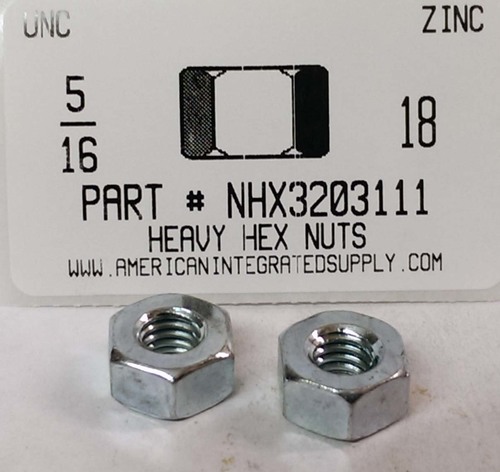 UNC ZINC
5/16 18
PART # NHX3203111
HEAVY HEX NUTS
WWW.AMERICANINTEGRATEDSUPPLY.COM